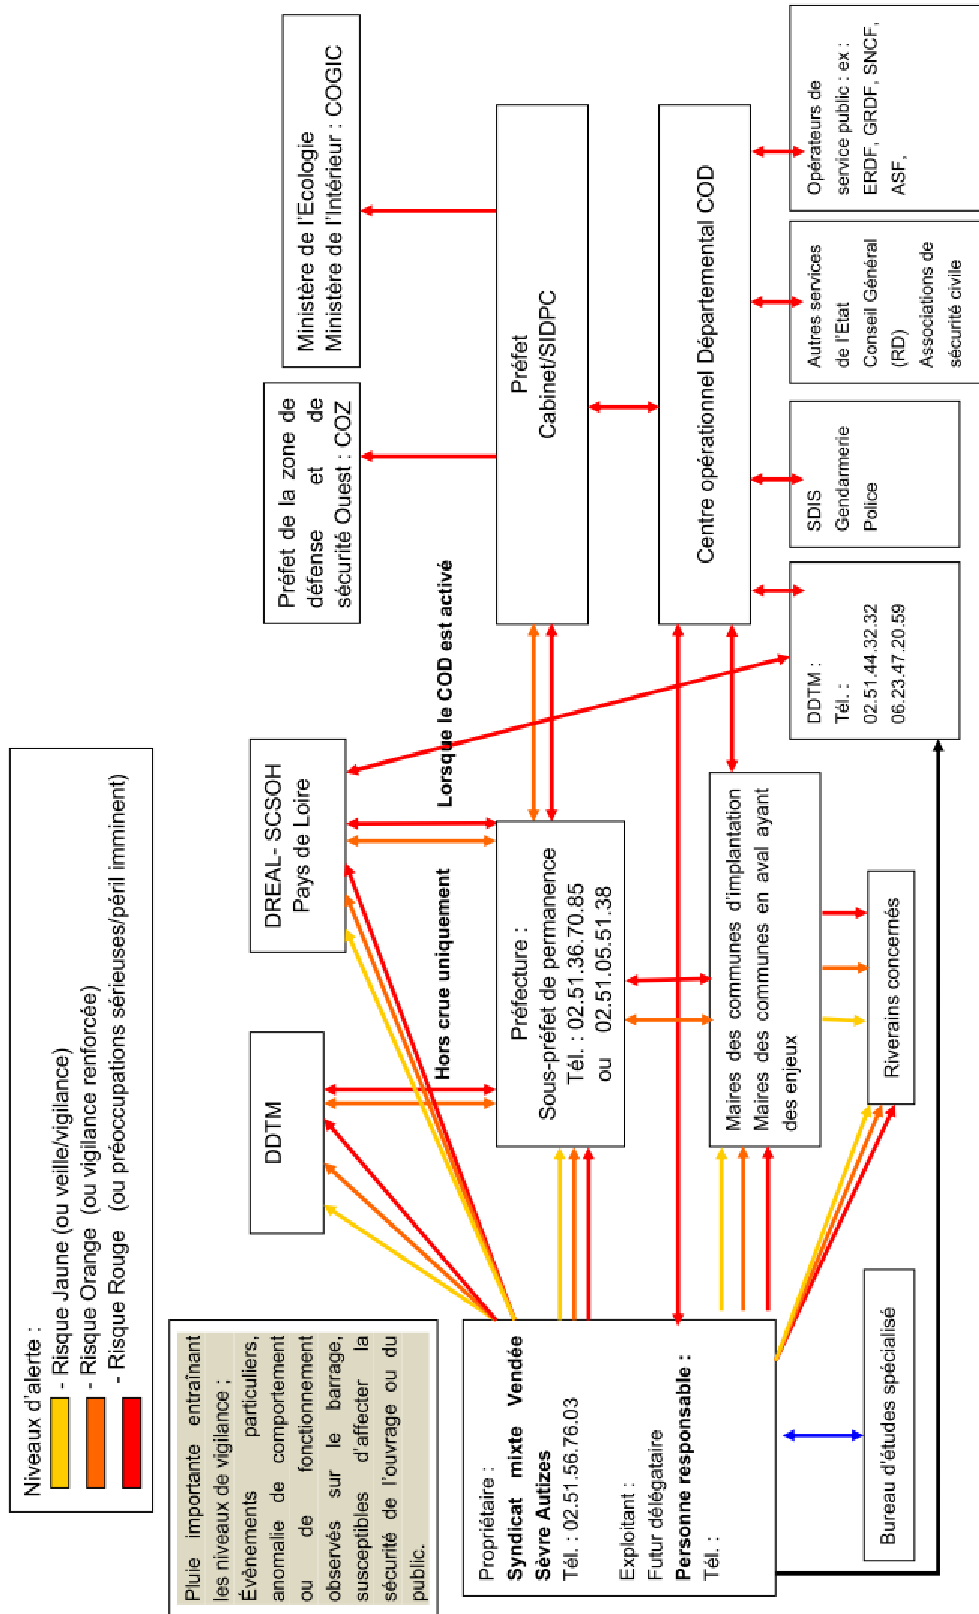 Niveaux d'alerte :
- Risque Jaune (ou veille/vigilance)
- Risque Orange (ou vigilance renforcée)
- Risque Rouge (ou préoccupations sérieuses/péril imminent)
Pluie importante entraînant
les niveaux de vigilance ;
Évènements particuliers,
anomalie de comportement
ou de fonctionnement
observés sur le barrage,
susceptibles d'affecter la
sécurité de l'ouvrage ou du
public.
DDTM
DREAL- SCSOH
Pays de Loire
Préfet de la zone de
défense et de
sécurité Ouest : COZ
Ministère de l'Ecologie
Ministère de l'Intérieur : COGIC
Hors crue uniquement
Lorsque le COD est activé
Propriétaire :
Syndicat mixte Vendée
Sèvre Autizes
Tél. : 02.51.56.76.03
Exploitant :
Futur délégataire
Personne responsable :
Tél. :
Préfecture :
Sous-préfet de permanence
Tél. : 02.51.36.70.85
ou 02.51.05.51.38
Préfet
Cabinet/SIDPC
Maires des communes d'implantation
Maires des communes en aval ayant
des enjeux
Centre opérationnel Départemental COD
Bureau d'études spécialisé
Riverains concernés
DDTM :
Tél. :
02.51.44.32.32
06.23.47.20.59
SDIS
Gendarmerie
Police
Autres services
de l'Etat
Conseil Général
(RD)
Associations de
sécurité civile
Opérateurs de
service public : ex :
ERDF, GRDF, SNCF,
ASF,